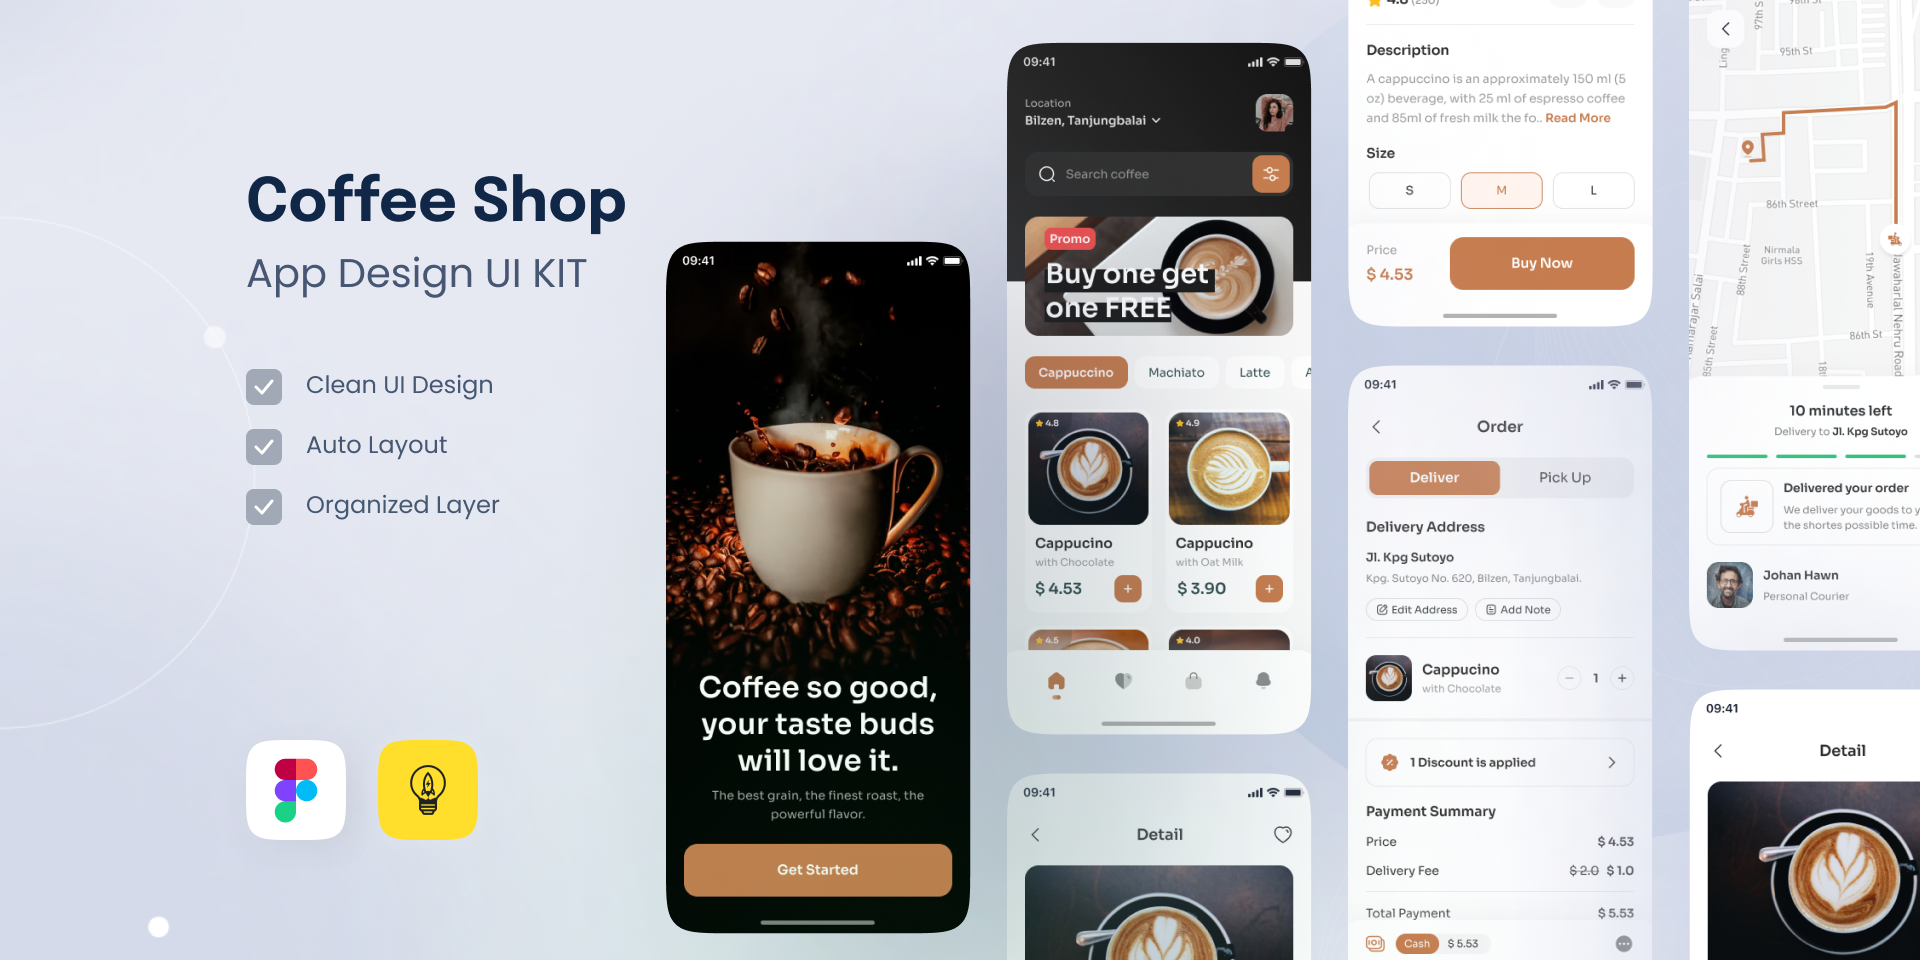 Coffee Shop
App Design UI KIT
Clean UI Design
Auto Layout
Organized Layer
09:41
Coffee so good,
your taste buds
will love it.
The best grain, the finest roast, the
powerful flavor.
Get Started
09:41
Location
Bilzen, Tanjungbalai
Search coffee
Promo
Buy one get
one FREE
Cappuccino
Machiato
Latte
4.8
4.9
Cappucino
with Chocolate
$ 4.53
+
Cappucino
with Oat Milk
$ 3.90
+
4.5
4.0
09:41
Detail
4.8 (230)
Description
A cappuccino is an approximately 150 ml (5
oz) beverage, with 25 ml of espresso coffee
and 85ml of fresh milk the fo.. Read More
Size
S
M
L
Price
$ 4.53
Buy Now
09:41
Order
Deliver
Pick Up
Delivery Address
Jl. Kpg Sutoyo
Kpg. Sutoyo No. 620, Bilzen, Tanjungbalai.
Edit Address
Add Note
Cappucino
with Chocolate
1
1 Discount is applied
Payment Summary
Price $ 4.53
Delivery Fee $ 2.0 $ 1.0
Total Payment $ 5.53
Cash $ 5.53
97th S
95th St
86th Street
Nirmala
Girls HSS
88th Street
19th Avenue
Jawaharlal Nehru Road
85th Street
86th St
10 minutes left
Delivery to Jl. Kpg Sutoyo
Delivered your order
We deliver your goods to y
the shortes possible time.
Johan Hawn
Personal Courier
09:41
Detail